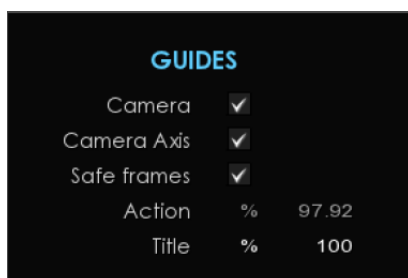 GUIDES
Camera
Camera Axis
Safe frames
Action % 97.92
Title % 100